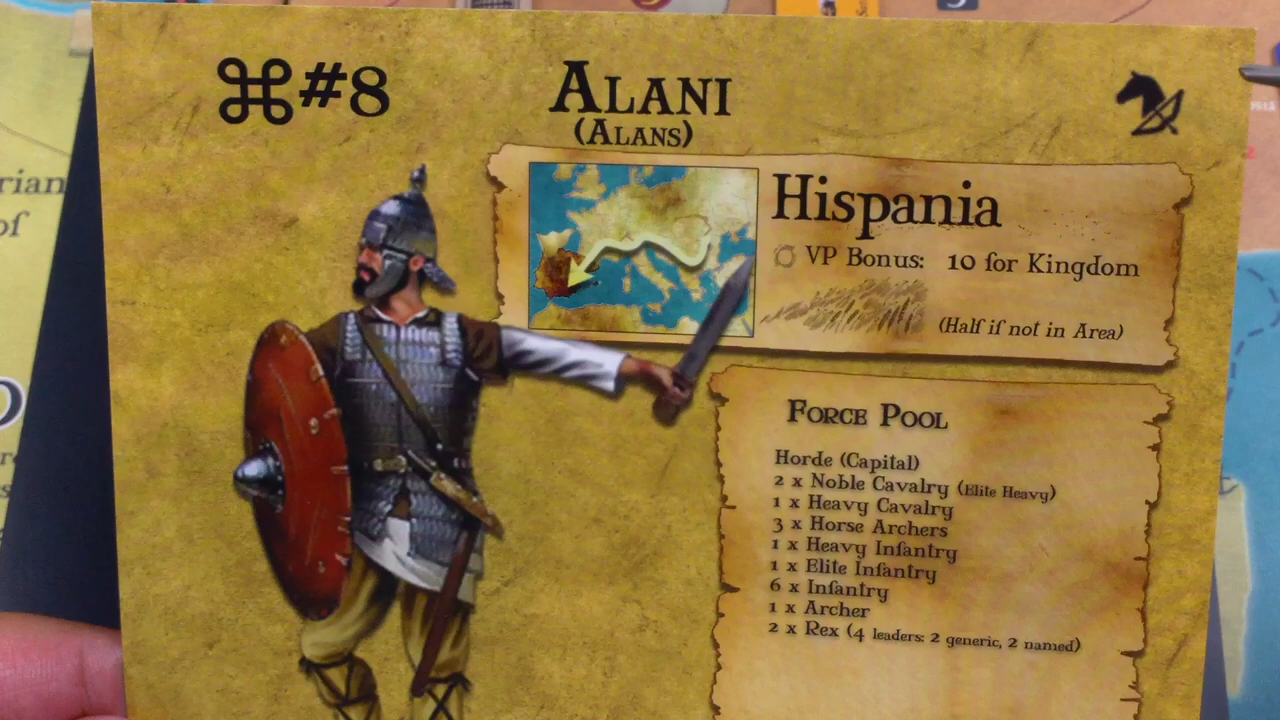 ⌘#8
ALANI
(ALANS)
Hispania
VP Bonus: 10 for Kingdom
(Half if not in Area)
FORCE POOL
Horde (Capital)
2 x Noble Cavalry (Elite Heavy)
1 x Heavy Cavalry
3 x Horse Archers
1 x Heavy Infantry
1 x Elite Infantry
6 x Infantry
1 x Archer
2 x Rex (4 leaders: 2 generic, 2 named)
rian
of